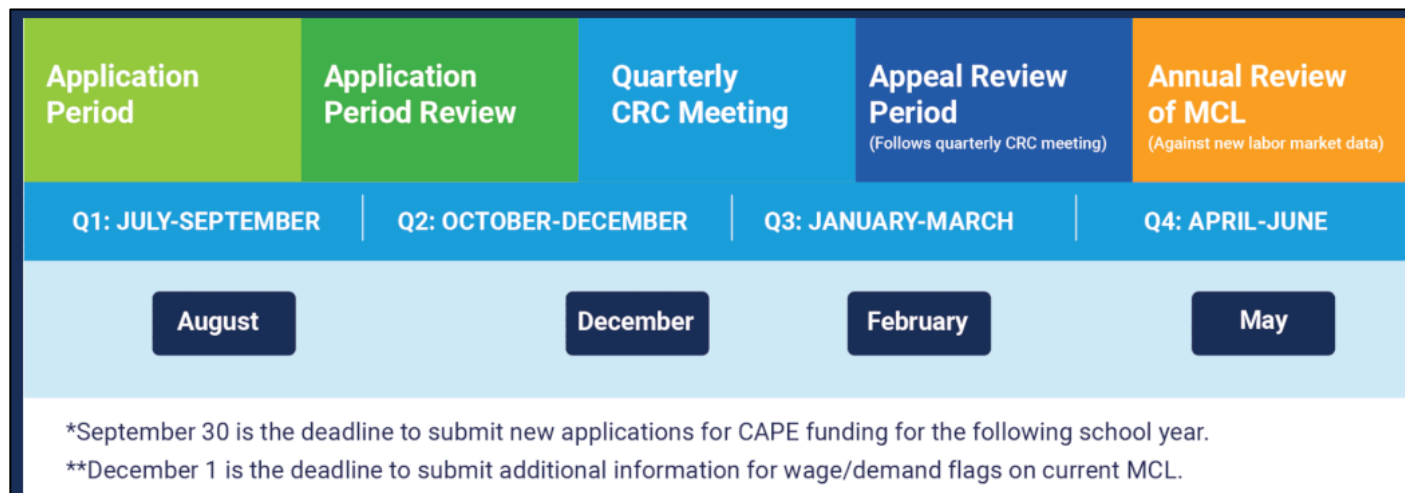 Application
Period
Application
Period Review
Quarterly
CRC Meeting
Appeal Review
Period
(Follows quarterly CRC meeting)
Annual Review
of MCL
(Against new labor market data)
Q1: JULY-SEPTEMBER
Q2: OCTOBER-DECEMBER
Q3: JANUARY-MARCH
Q4: APRIL-JUNE
August
December
February
May
*September 30 is the deadline to submit new applications for CAPE funding for the following school year.
**December 1 is the deadline to submit additional information for wage/demand flags on current MCL.